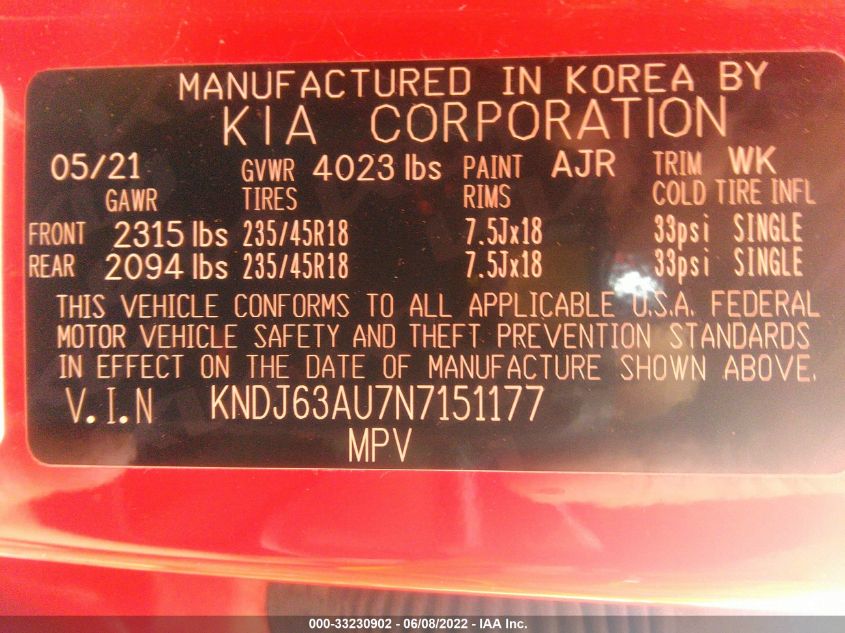 MANUFACTURED IN KOREA BY
KIA CORPORATION
05/21 GVWR 4023 lbs PAINT AJR TRIM WK
GAWR TIRES RIMS COLD TIRE INFL
FRONT 2315 lbs 235/45R18 7.5Jx18 33psi SINGLE
REAR 2094 lbs 235/45R18 7.5Jx18 33psi SINGLE
THIS VEHICLE CONFORMS TO ALL APPLICABLE U.S.A. FEDERAL
MOTOR VEHICLE SAFETY AND THEFT PREVENTION STANDARDS
IN EFFECT ON THE DATE OF MANUFACTURE SHOWN ABOVE.
V.I.N KNDJ63AU7N7151177
MPV
000-33230902 - 06/08/2022 - IAA Inc.